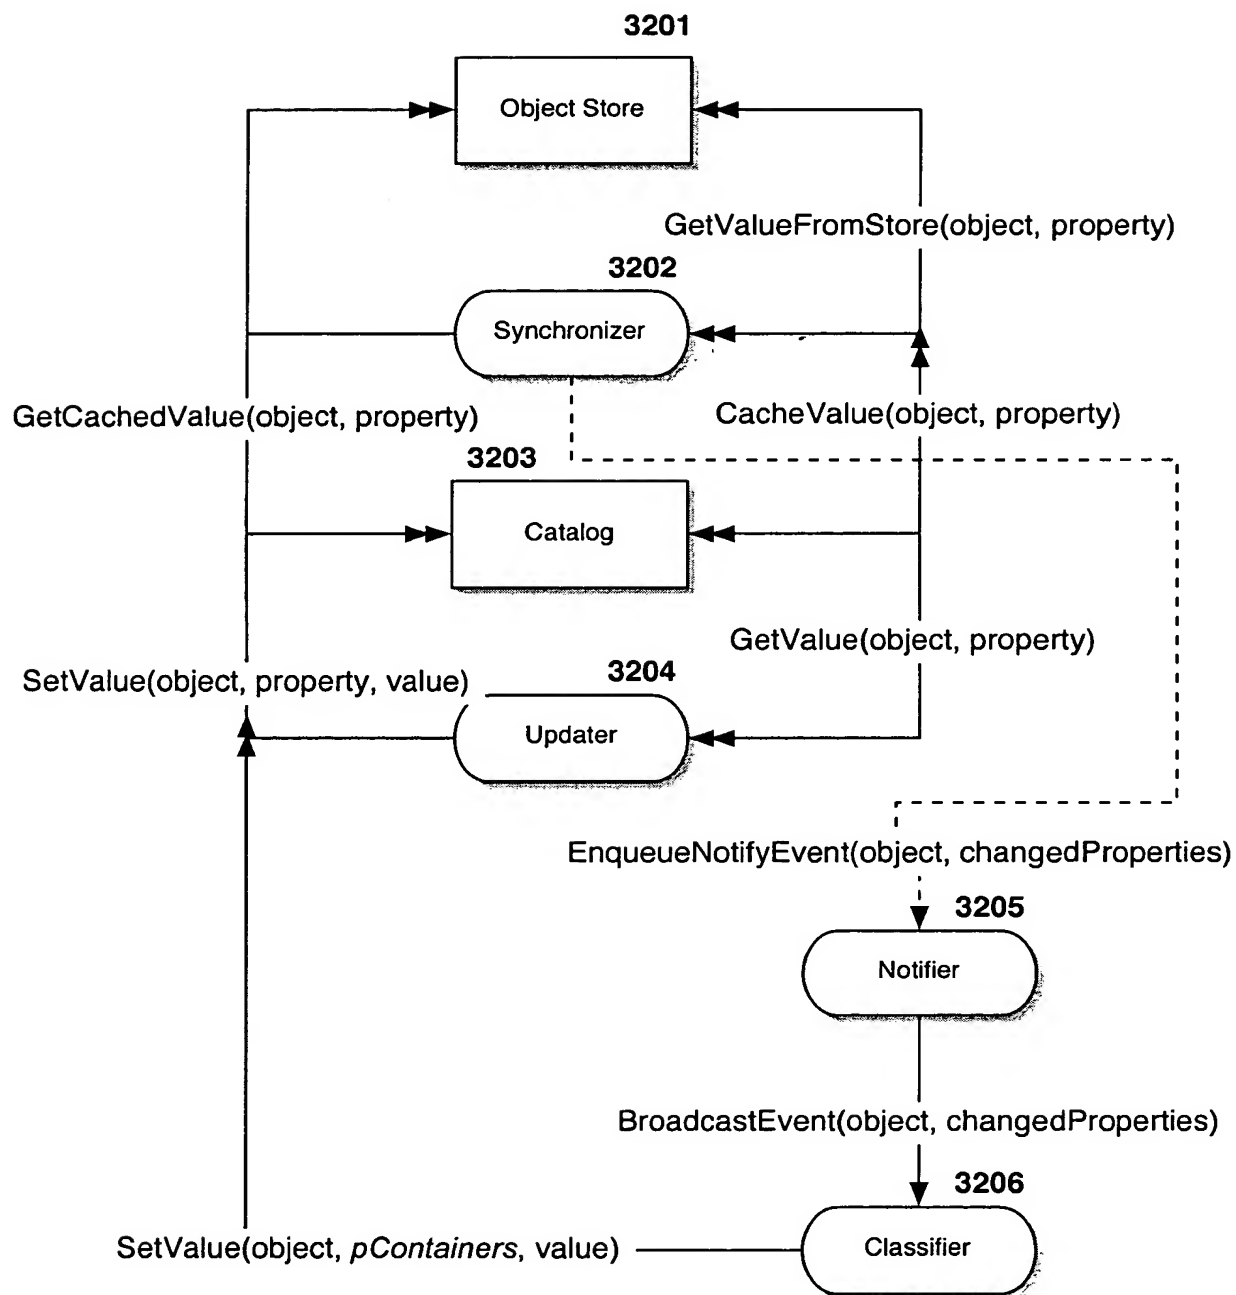 3201
Object Store
GetValueFromStore(object, property)
3202
Synchronizer
GetCachedValue(object, property)
CacheValue(object, property)
3203
Catalog
GetValue(object, property)
3204
SetValue(object, property, value)
Updater
EnqueueNotifyEvent(object, changedProperties)
3205
Notifier
BroadcastEvent(object, changedProperties)
3206
SetValue(object, pContainers, value)
Classifier